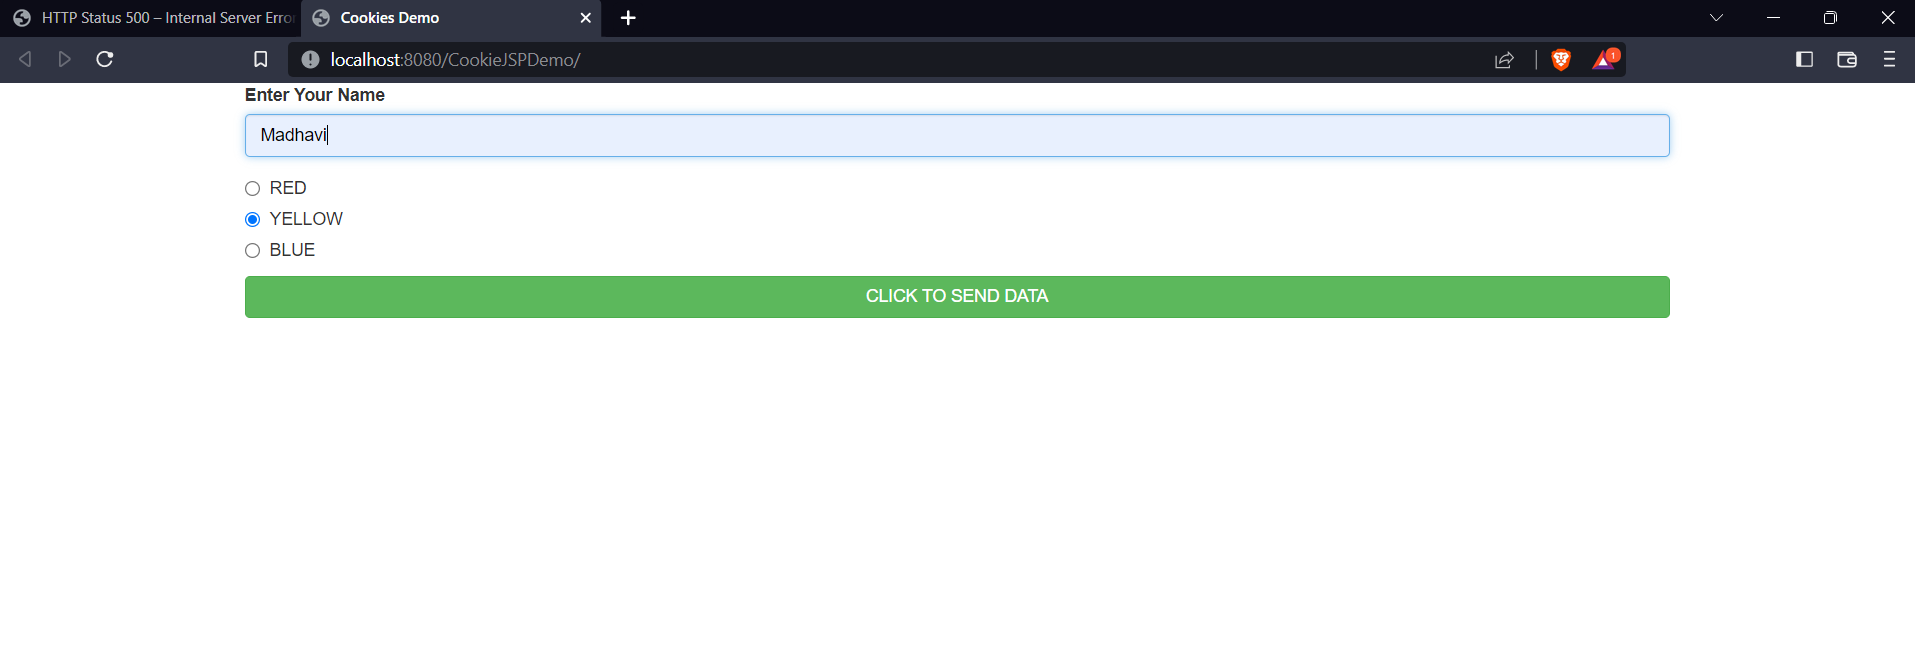 HTTP Status 500 – Internal Server Erro
Cookies Demo
localhost:8080/CookieJSPDemo/
1
Enter Your Name
Madhavi
RED
YELLOW
BLUE
CLICK TO SEND DATA